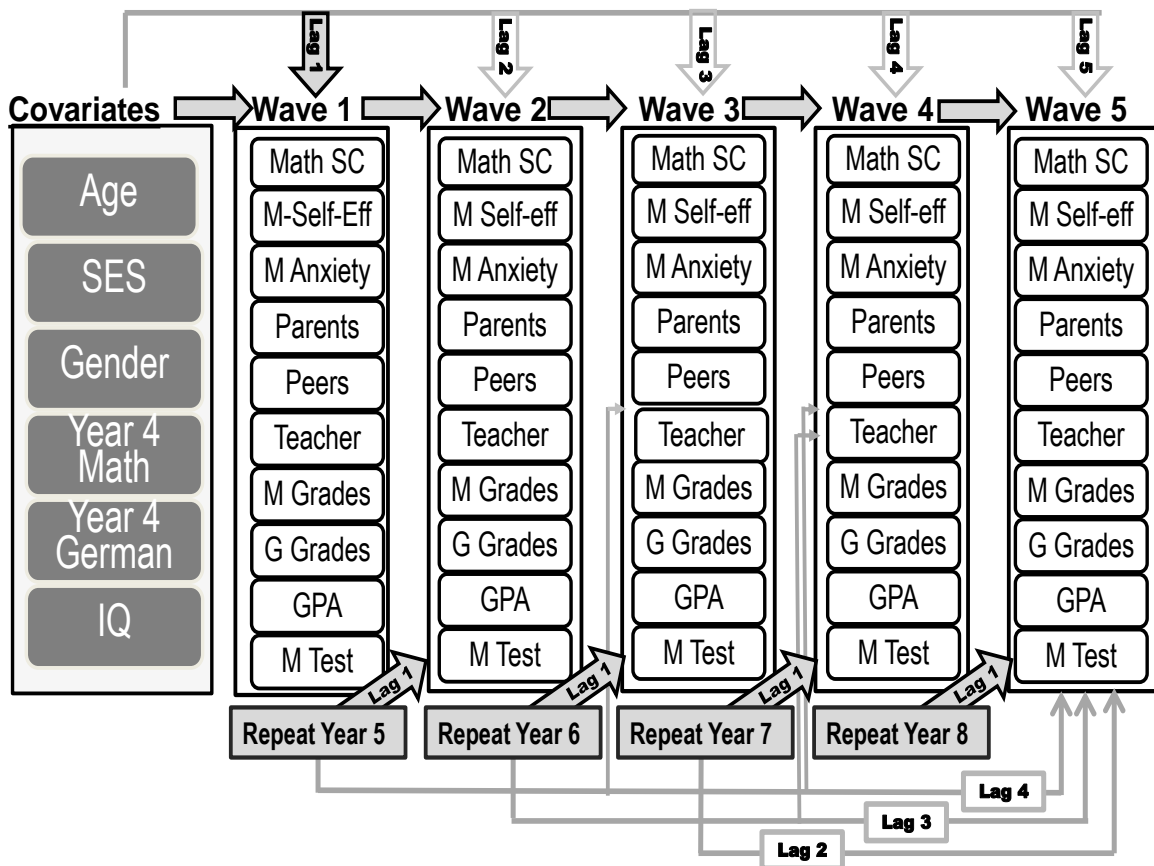 Lag 1
Lag 2
Lag 3
Lag 4
Lag 5
Covariates
Wave 1
Wave 2
Wave 3
Wave 4
Wave 5
Age
SES
Gender
Year 4
Math
Year 4
German
IQ
Math SC
M-Self-Eff
M Anxiety
Parents
Peers
Teacher
M Grades
G Grades
GPA
M Test
Math SC
M Self-eff
M Anxiety
Parents
Peers
Teacher
M Grades
G Grades
GPA
M Test
Math SC
M Self-eff
M Anxiety
Parents
Peers
Teacher
M Grades
G Grades
GPA
M Test
Math SC
M Self-eff
M Anxiety
Parents
Peers
Teacher
M Grades
G Grades
GPA
M Test
Math SC
M Self-eff
M Anxiety
Parents
Peers
Teacher
M Grades
G Grades
GPA
M Test
Lag 1
Lag 1
Lag 1
Lag 1
Repeat Year 5
Repeat Year 6
Repeat Year 7
Repeat Year 8
Lag 4
Lag 3
Lag 2